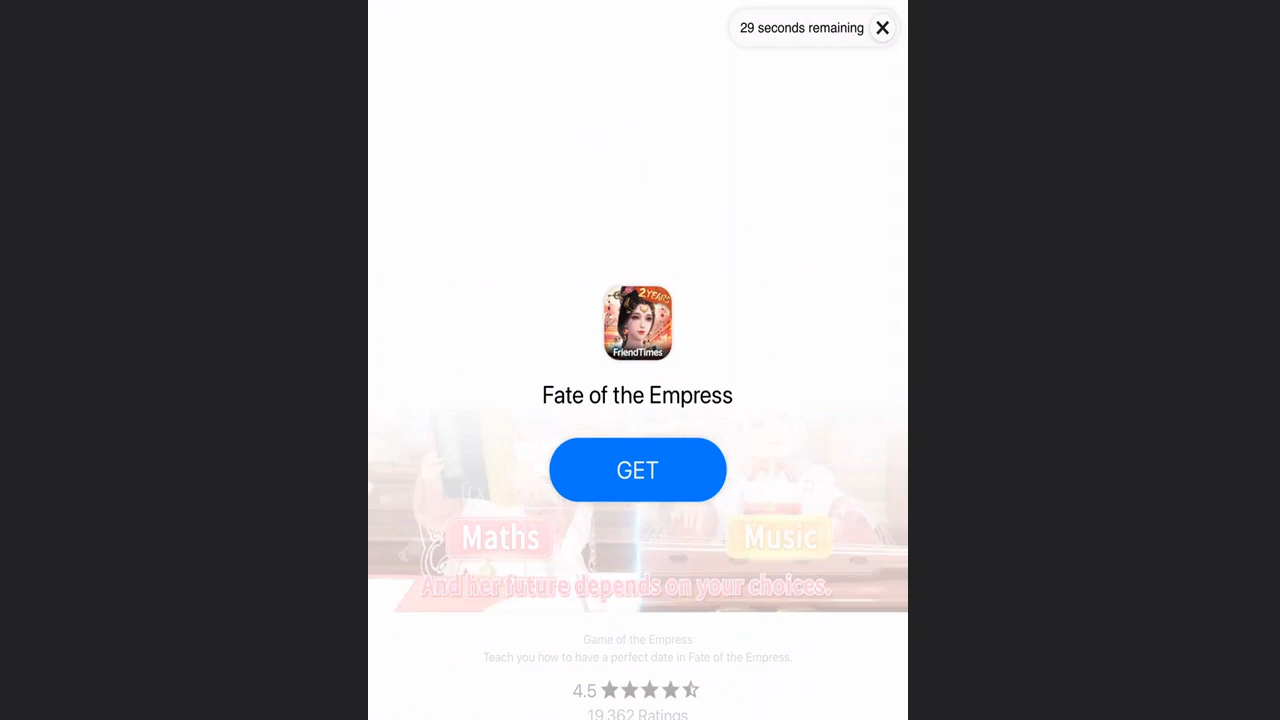 29 seconds remaining
2 YEARS
FriendTimes
Fate of the Empress
GET
Maths
Music
And her future depends on your choices.
Game of the Empress
Teach you how to have a perfect date in Fate of the Empress.
4.5
19,362 Ratings